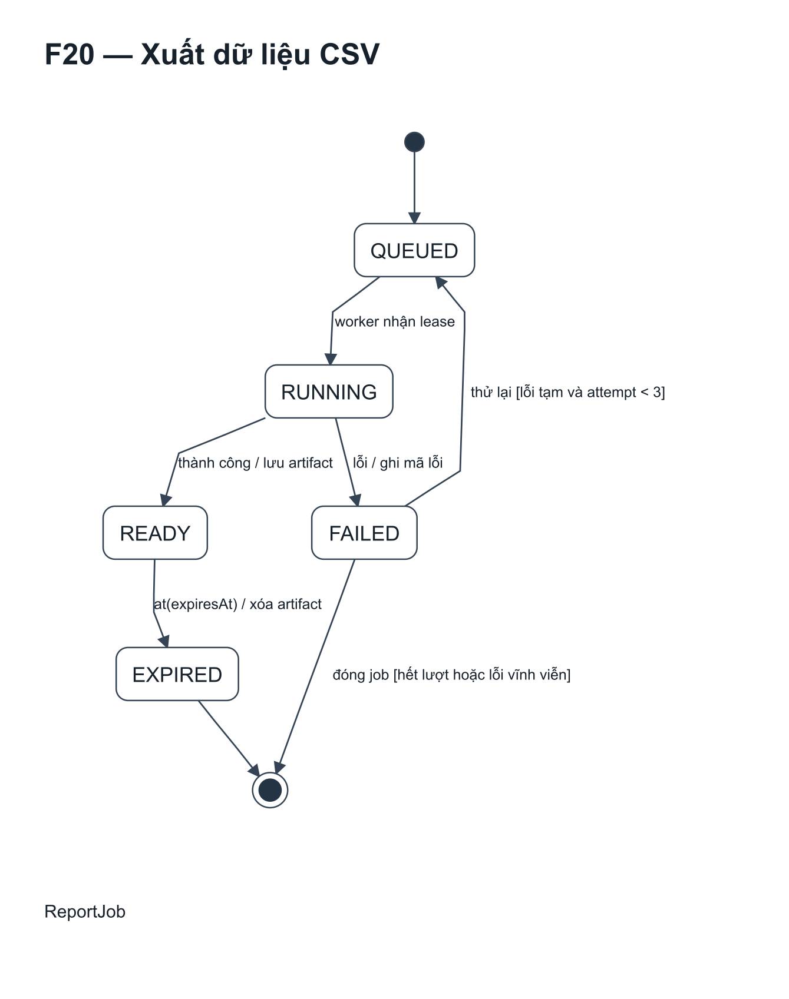 F20 — Xuất dữ liệu CSV
QUEUED
worker nhận lease
RUNNING
thử lại [lỗi tạm và attempt < 3]
thành công / lưu artifact
lỗi / ghi mã lỗi
READY
FAILED
at(expiresAt) / xóa artifact
EXPIRED
đóng job [hết lượt hoặc lỗi vĩnh viễn]
ReportJob